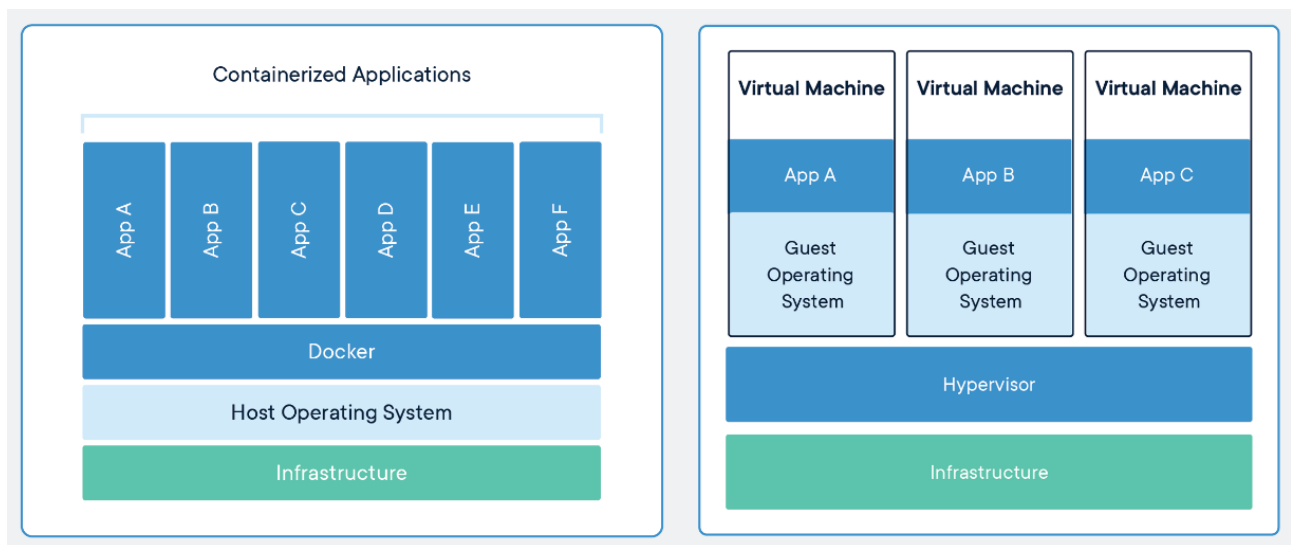 Containerized Applications
App A
App B
App C
App D
App E
App F
Docker
Host Operating System
Infrastructure
Virtual Machine
App A
Guest
Operating
System
Virtual Machine
App B
Guest
Operating
System
Virtual Machine
App C
Guest
Operating
System
Hypervisor
Infrastructure